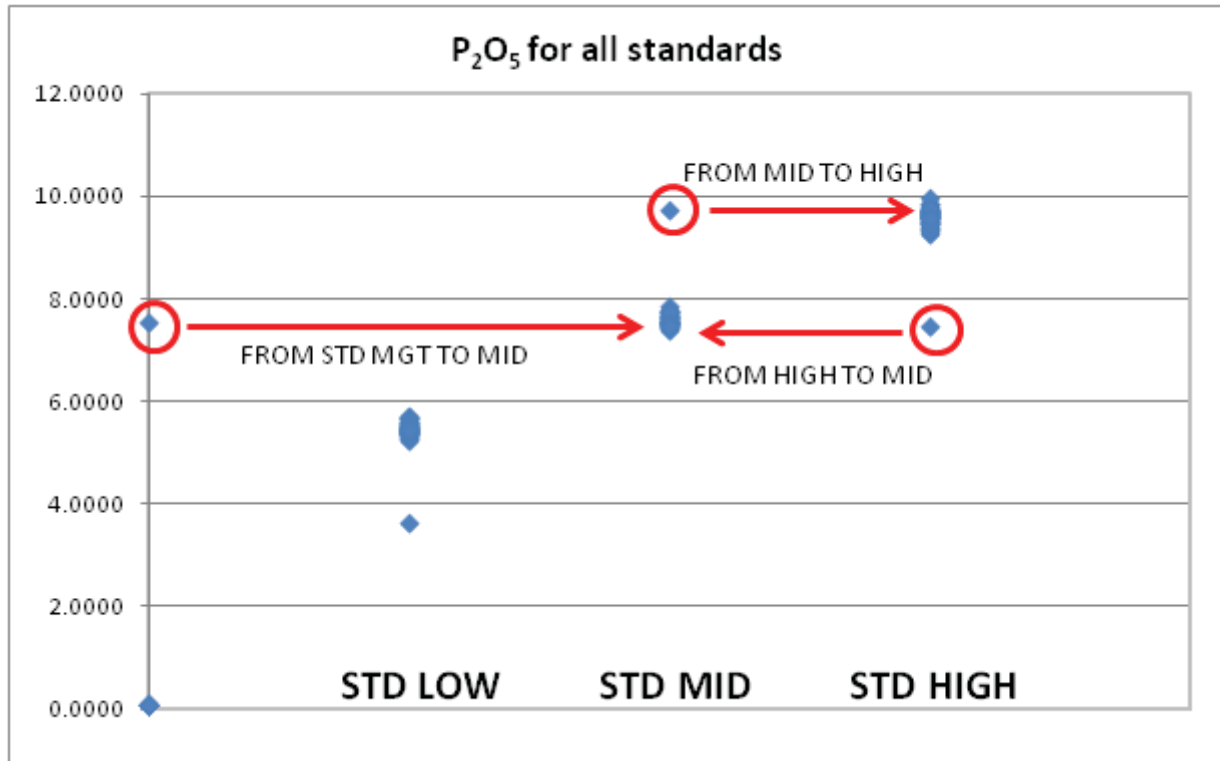 P₂O₅ for all standards
12.0000
FROM MID TO HIGH
10.0000
8.0000
FROM STD MGT TO MID
FROM HIGH TO MID
6.0000
4.0000
2.0000
STD LOW STD MID STD HIGH
0.0000